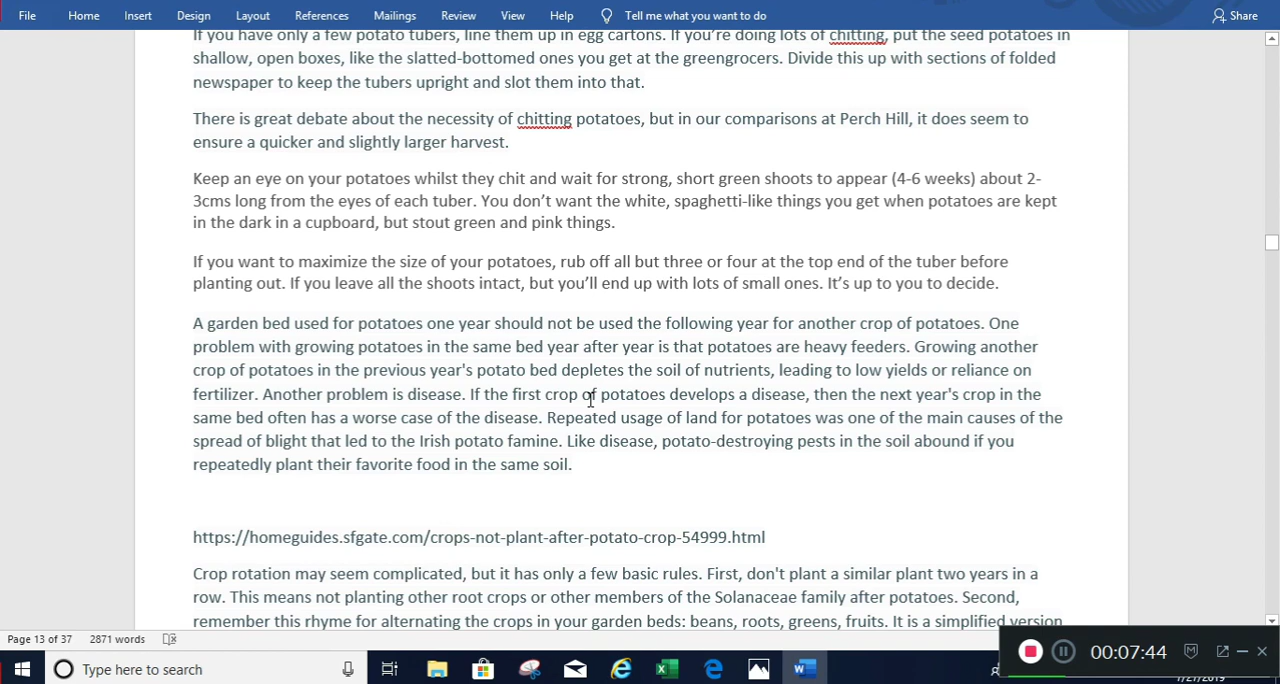 File Home Insert Design Layout References Mailings Review View Help Tell me what you want to do Share
If you have only a few potato tubers, line them up in egg cartons. If you’re doing lots of chitting, put the seed potatoes in
shallow, open boxes, like the slatted-bottomed ones you get at the greengrocers. Divide this up with sections of folded
newspaper to keep the tubers upright and slot them into that.
There is great debate about the necessity of chitting potatoes, but in our comparisons at Perch Hill, it does seem to
ensure a quicker and slightly larger harvest.
Keep an eye on your potatoes whilst they chit and wait for strong, short green shoots to appear (4-6 weeks) about 2-
3cms long from the eyes of each tuber. You don’t want the white, spaghetti-like things you get when potatoes are kept
in the dark in a cupboard, but stout green and pink things.
If you want to maximize the size of your potatoes, rub off all but three or four at the top end of the tuber before
planting out. If you leave all the shoots intact, but you’ll end up with lots of small ones. It’s up to you to decide.
A garden bed used for potatoes one year should not be used the following year for another crop of potatoes. One
problem with growing potatoes in the same bed year after year is that potatoes are heavy feeders. Growing another
crop of potatoes in the previous year's potato bed depletes the soil of nutrients, leading to low yields or reliance on
fertilizer. Another problem is disease. If the first crop of potatoes develops a disease, then the next year's crop in the
same bed often has a worse case of the disease. Repeated usage of land for potatoes was one of the main causes of the
spread of blight that led to the Irish potato famine. Like disease, potato-destroying pests in the soil abound if you
repeatedly plant their favorite food in the same soil.
https://homeguides.sfgate.com/crops-not-plant-after-potato-crop-54999.html
Crop rotation may seem complicated, but it has only a few basic rules. First, don't plant a similar plant two years in a
row. This means not planting other root crops or other members of the Solanaceae family after potatoes. Second,
remember this rhyme for alternating the crops in your garden beds: beans, roots, greens, fruits. It is a simplified version
Page 13 of 37 2871 words
00:07:44
Type here to search
7/27/2019